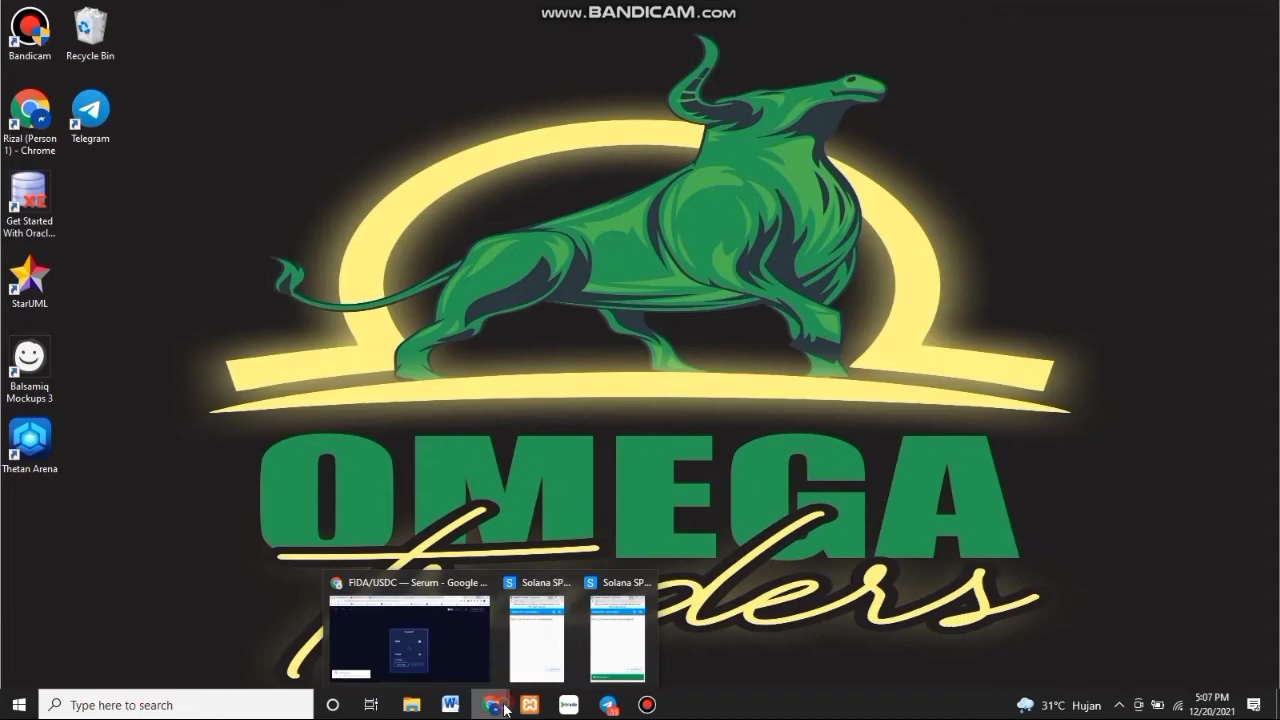 www.BANDICAM.com
Bandicam
Recycle Bin
Rizal (Person
1) - Chrome
Telegram
Get Started
With Oracl...
StarUML
Balsamiq
Mockups 3
Thetan Arena
OMEGA
traders
FIDA/USDC — Serum - Google ...
Solana SP...
Solana SP...
Type here to search
31°C Hujan
5:07 PM
12/20/2021